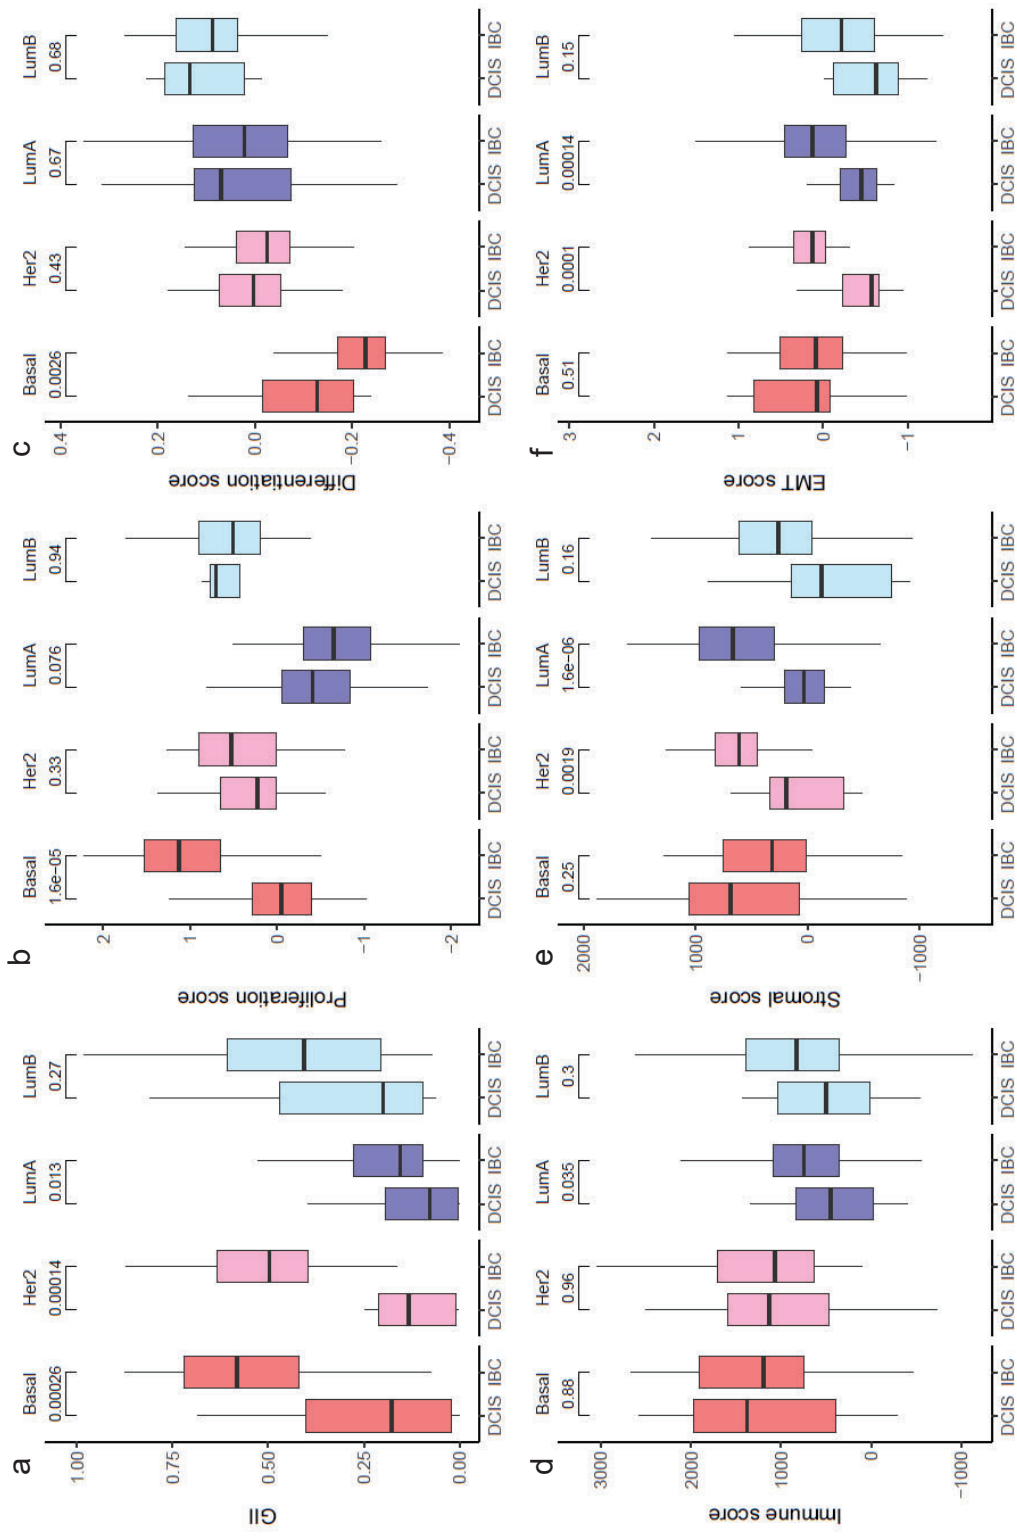 a
GII
1.00
0.75
0.50
0.25
0.00
Basal Her2 LumA LumB
0.00026 0.00014 0.013 0.27
DCIS IBC DCIS IBC DCIS IBC DCIS IBC
b
Proliferation score
2
1
0
−1
−2
Basal Her2 LumA LumB
1.6e−05 0.33 0.076 0.94
DCIS IBC DCIS IBC DCIS IBC DCIS IBC
c
Differentiation score
0.4
0.2
0.0
−0.2
−0.4
Basal Her2 LumA LumB
0.0026 0.43 0.67 0.68
DCIS IBC DCIS IBC DCIS IBC DCIS IBC
d
Immune score
3000
2000
1000
0
−1000
Basal Her2 LumA LumB
0.88 0.96 0.035 0.3
DCIS IBC DCIS IBC DCIS IBC DCIS IBC
e
Stromal score
2000
1000
0
−1000
Basal Her2 LumA LumB
0.25 0.0019 1.6e−06 0.16
DCIS IBC DCIS IBC DCIS IBC DCIS IBC
f
EMT score
3
2
1
0
−1
Basal Her2 LumA LumB
0.51 0.0001 0.00014 0.15
DCIS IBC DCIS IBC DCIS IBC DCIS IBC